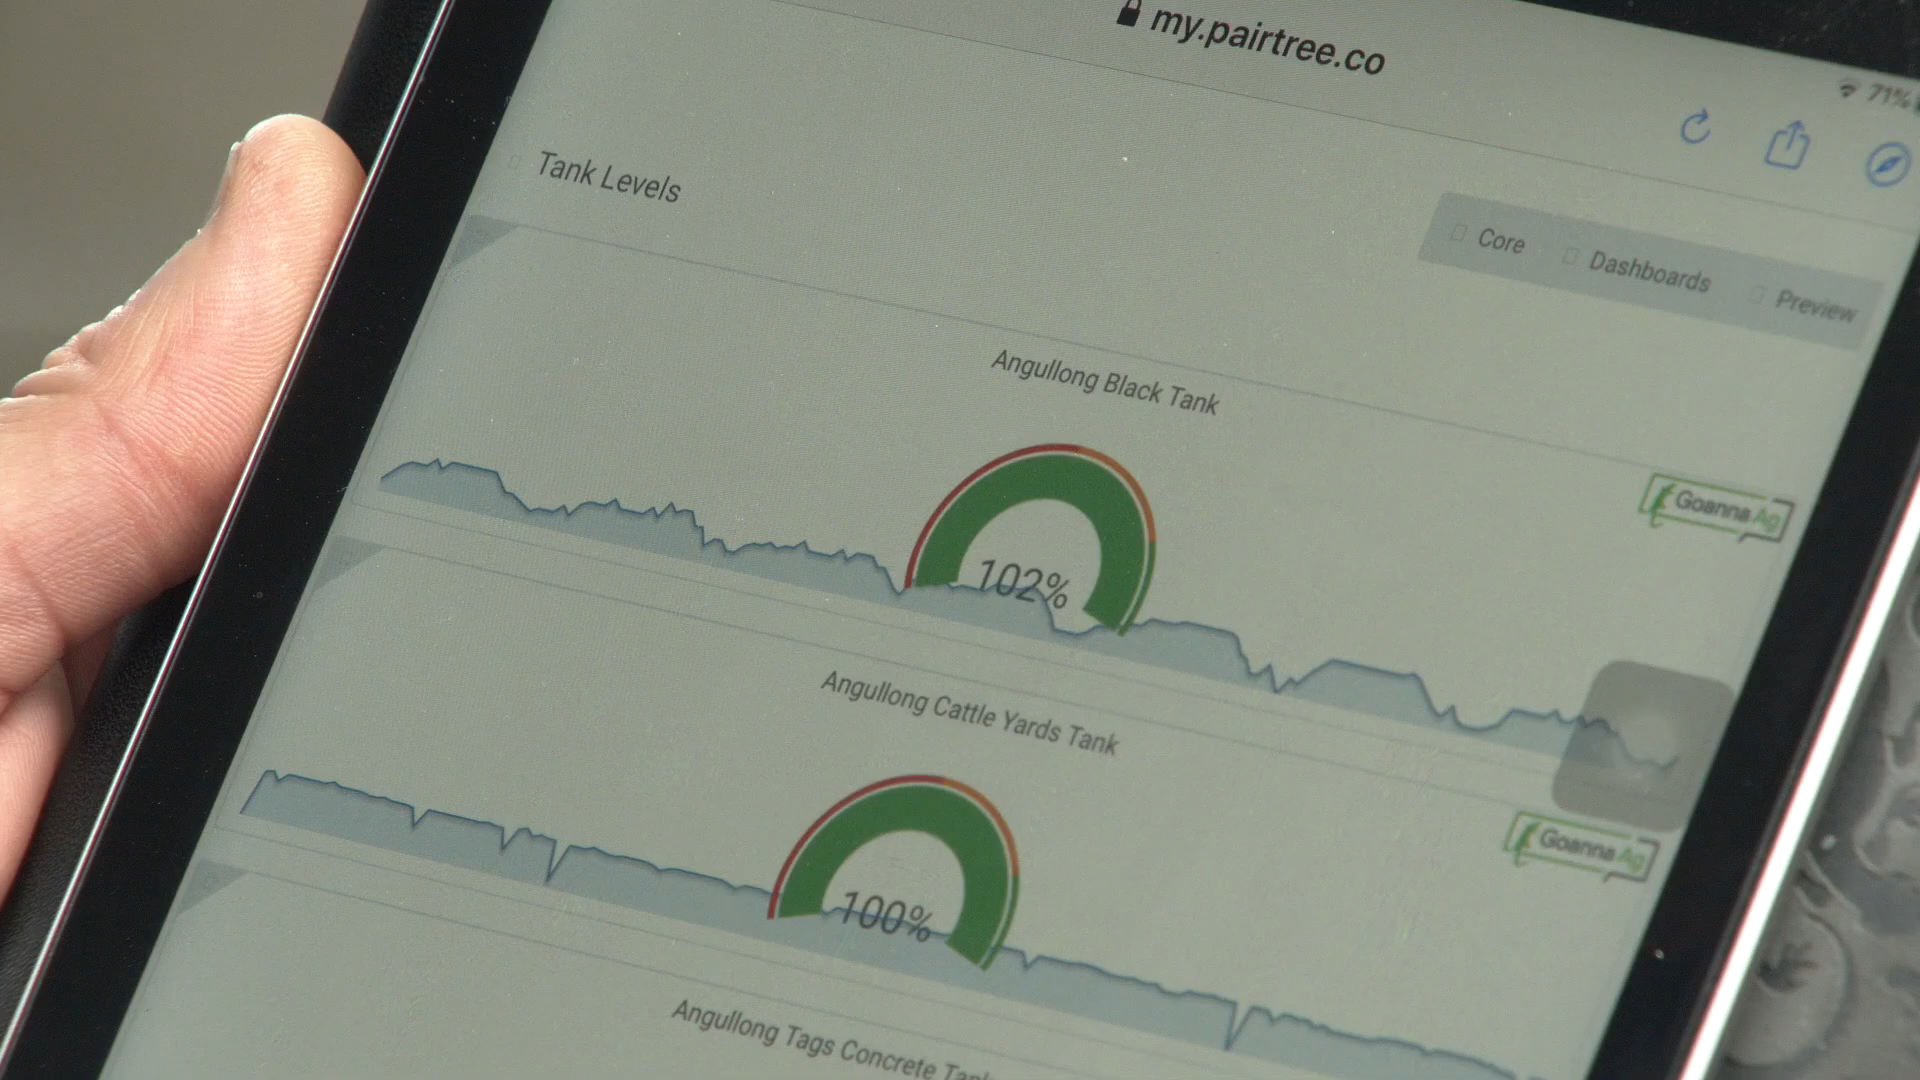 my.pairtree.co
71%
Tank Levels
Core Dashboards Preview
Angullong Black Tank
Goanna Ag
102%
Angullong Cattle Yards Tank
Goanna Ag
100%
Angullong Tags Concrete Tank